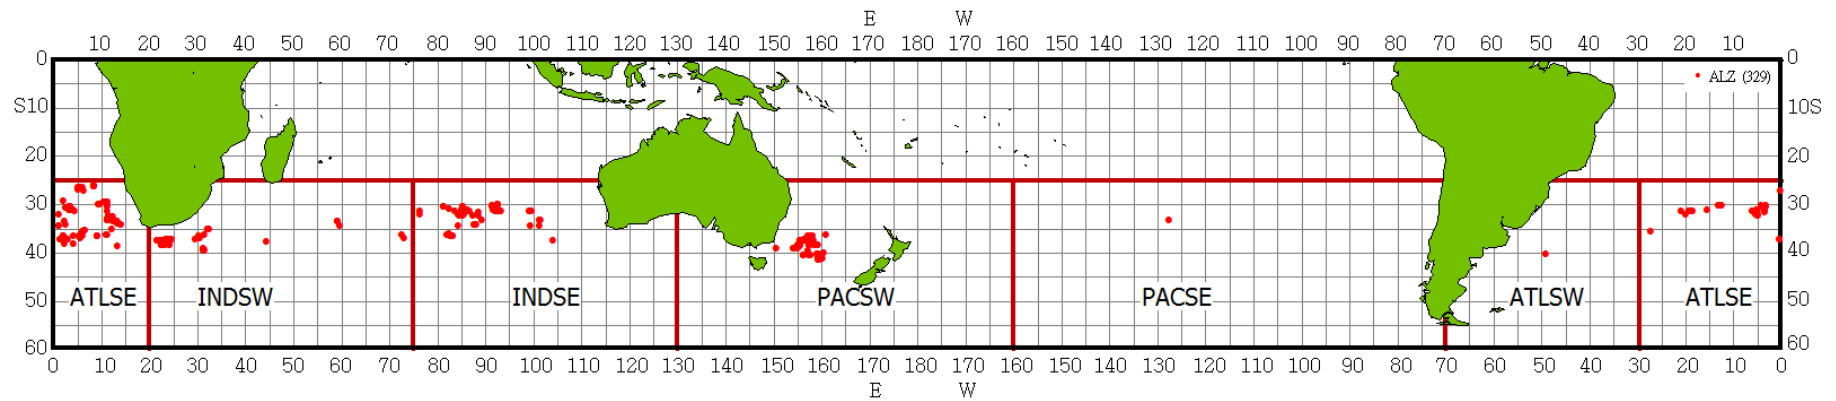 E W
10 20 30 40 50 60 70 80 90 100 110 120 130 140 150 160 170 180 170 160 150 140 130 120 110 100 90 80 70 60 50 40 30 20 10
0 0
ALZ (329)
S10 10S
20 20
30 30
40 40
ATLSE INDSW INDSE PACSW PACSE ATLSW ATLSE
50 50
60 60
0 10 20 30 40 50 60 70 80 90 100 110 120 130 140 150 160 170 180 170 160 150 140 130 120 110 100 90 80 70 60 50 40 30 20 10 0
E W